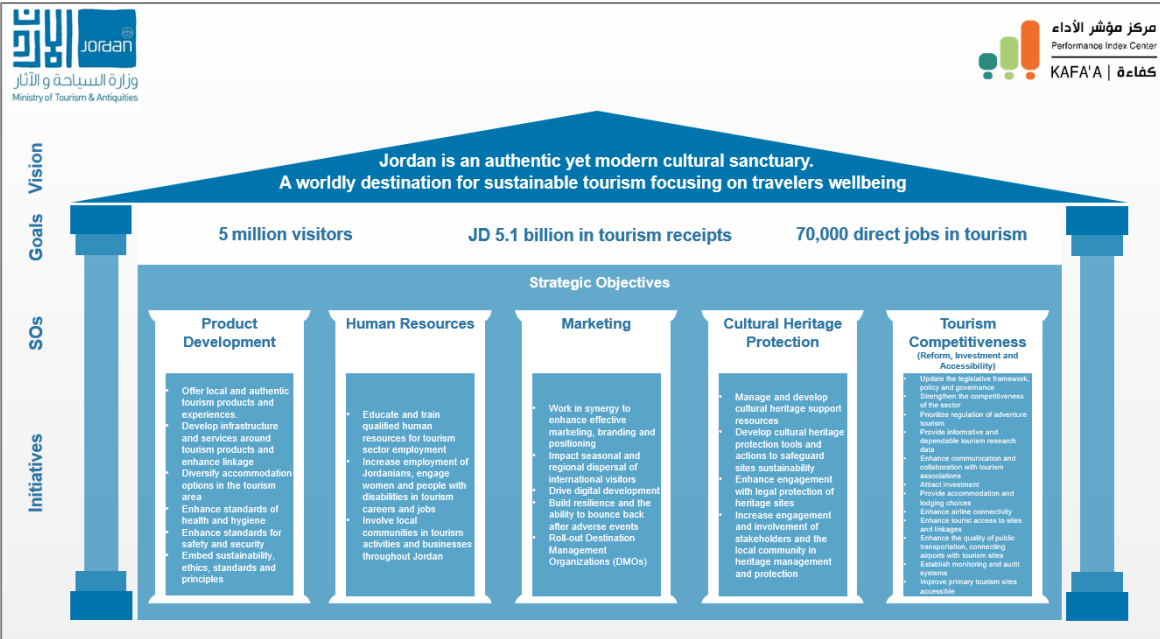 الأردن
Jordan
وزارة السياحة و الآثار
Ministry of Tourism & Antiquities
مركز مؤشر الأداء
Performance Index Center
KAFA'A | كفاءة
Vision
Jordan is an authentic yet modern cultural sanctuary.
A worldly destination for sustainable tourism focusing on travelers wellbeing
Goals
5 million visitors
JD 5.1 billion in tourism receipts
70,000 direct jobs in tourism
SOs
Strategic Objectives
Product
Development
Human Resources
Marketing
Cultural Heritage
Protection
Tourism
Competitiveness
(Reform, Investment and
Accessibility)
Initiatives
• Offer local and authentic
tourism products and
experiences.
• Develop infrastructure
and services around
tourism products and
enhance linkage
• Diversify accommodation
options in the tourism
area
• Enhance standards of
health and hygiene
• Enhance standards for
safety and security
• Embed sustainability,
ethics, standards and
principles
• Educate and train
qualified human
resources for tourism
sector employment
• Increase employment of
Jordanians, engage
women and people with
disabilities in tourism
careers and jobs
• Involve local
communities in tourism
activities and businesses
throughout Jordan
• Work in synergy to
enhance effective
marketing, branding and
positioning
• Impact seasonal and
regional dispersal of
international visitors
• Drive digital development
• Build resilience and the
ability to bounce back
after adverse events
• Roll-out Destination
Management
Organizations (DMOs)
• Manage and develop
cultural heritage support
resources
• Develop cultural heritage
protection tools and
actions to safeguard
sites sustainability
• Enhance engagement
with legal protection of
heritage sites
• Increase engagement
and involvement of
stakeholders and the
local community in
heritage management
and protection
• Update the legislative framework,
policy and governance
• Strengthen the competitiveness
of the sector
• Prioritize regulation of adventure
tourism
• Provide informative and
dependable tourism research
data
• Enhance communication and
collaboration with tourism
associations
• Attract investment
• Provide accommodation and
lodging choices
• Enhance airline connectivity
• Enhance tourist access to sites
and linkages
• Enhance the quality of public
transportation, connecting
airports with tourism sites
• Establish monitoring and audit
systems
• Improve primary tourism sites
accessible